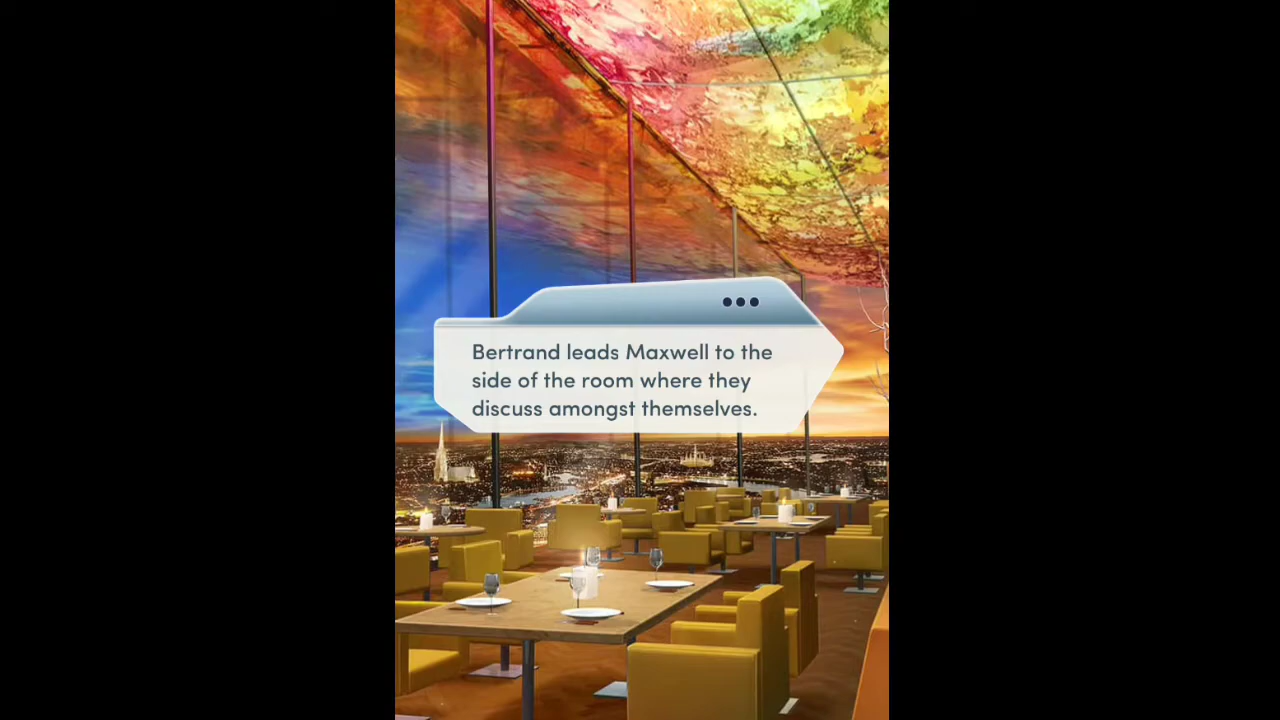 Bertrand leads Maxwell to the
side of the room where they
discuss amongst themselves.